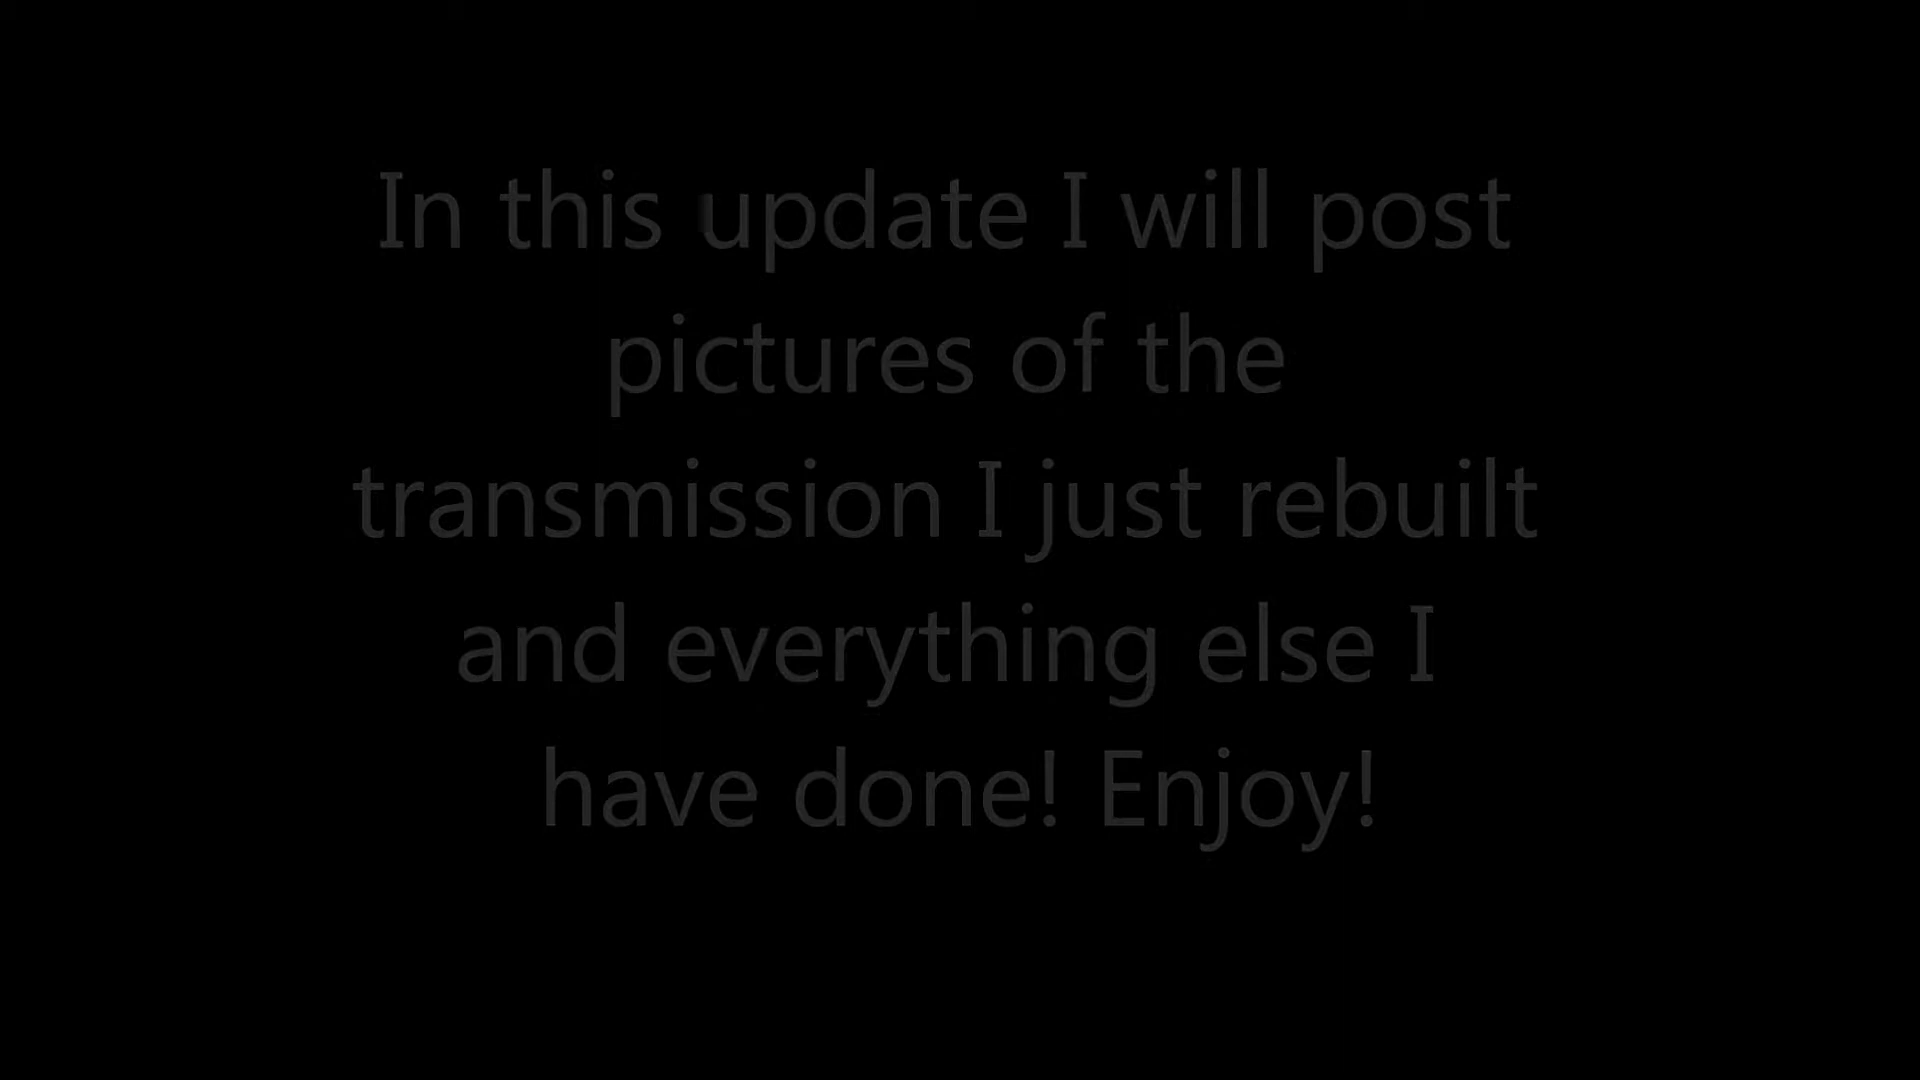 In this update I will post
pictures of the
transmission I just rebuilt
and everything else I
have done! Enjoy!